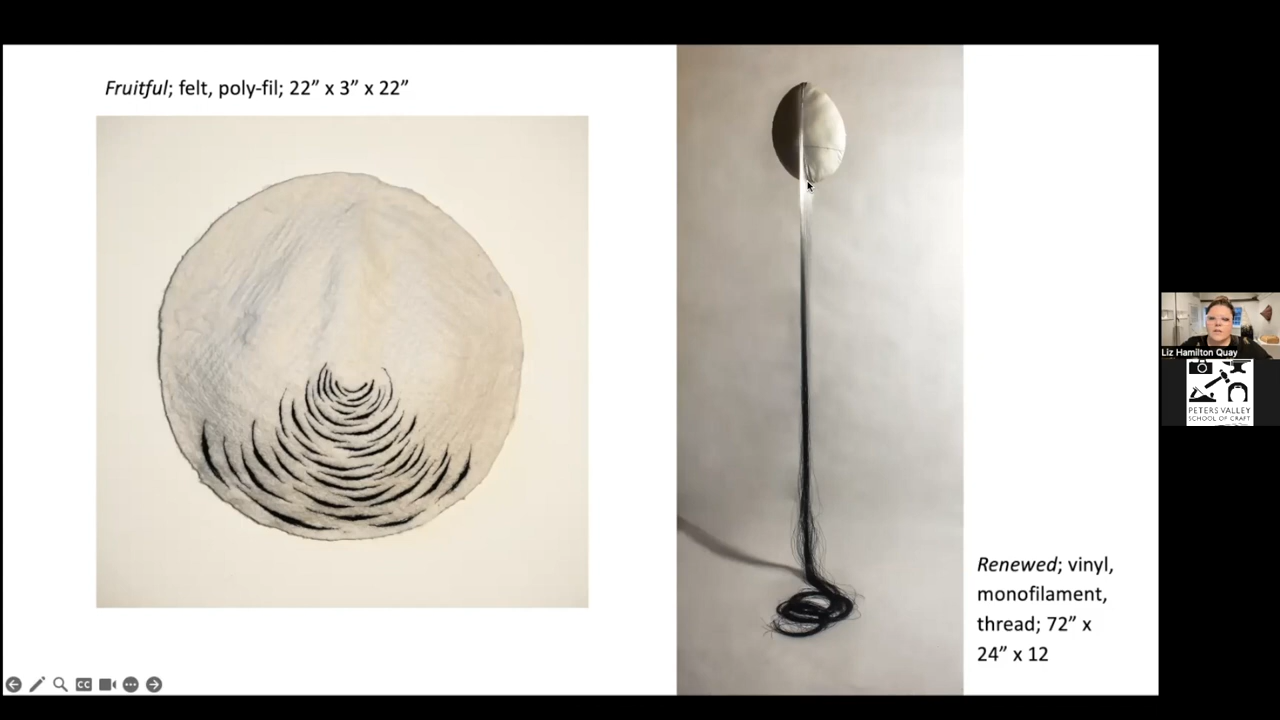 Fruitful; felt, poly-fil; 22” x 3” x 22”
Renewed; vinyl,
monofilament,
thread; 72” x
24” x 12
Liz Hamilton Quay
PETERS VALLEY
SCHOOL OF CRAFT
CC